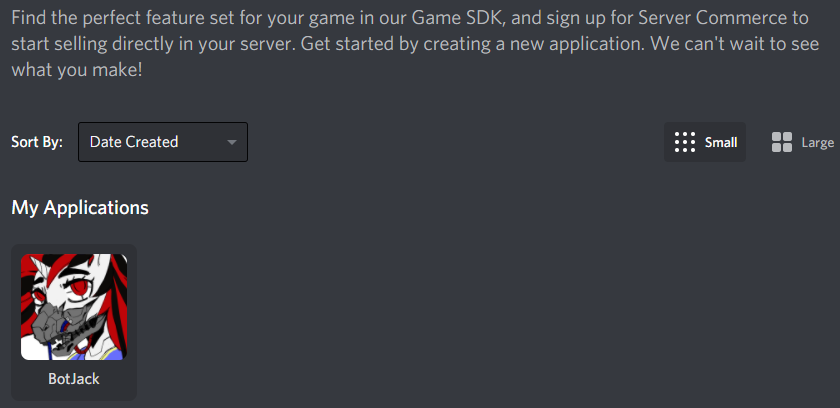 Find the perfect feature set for your game in our Game SDK, and sign up for Server Commerce to
start selling directly in your server. Get started by creating a new application. We can't wait to see
what you make!
Sort By: Date Created Small Large
My Applications
BotJack